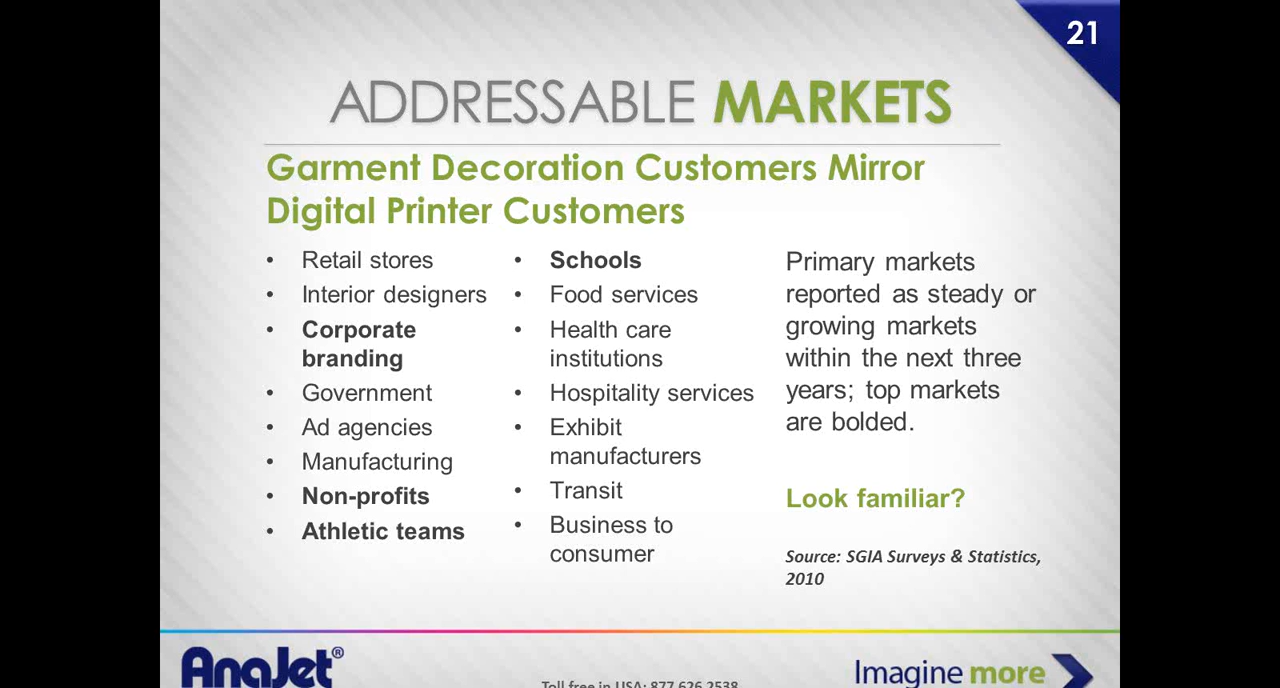 21
ADDRESSABLE MARKETS
Garment Decoration Customers Mirror
Digital Printer Customers
• Retail stores
• Interior designers
• Corporate
branding
• Government
• Ad agencies
• Manufacturing
• Non-profits
• Athletic teams
• Schools
• Food services
• Health care
institutions
• Hospitality services
• Exhibit
manufacturers
• Transit
• Business to
consumer
Primary markets
reported as steady or
growing markets
within the next three
years; top markets
are bolded.
Look familiar?
Source: SGIA Surveys & Statistics,
2010
AnaJet®
Toll free in USA: 877.626.2538
Imagine more